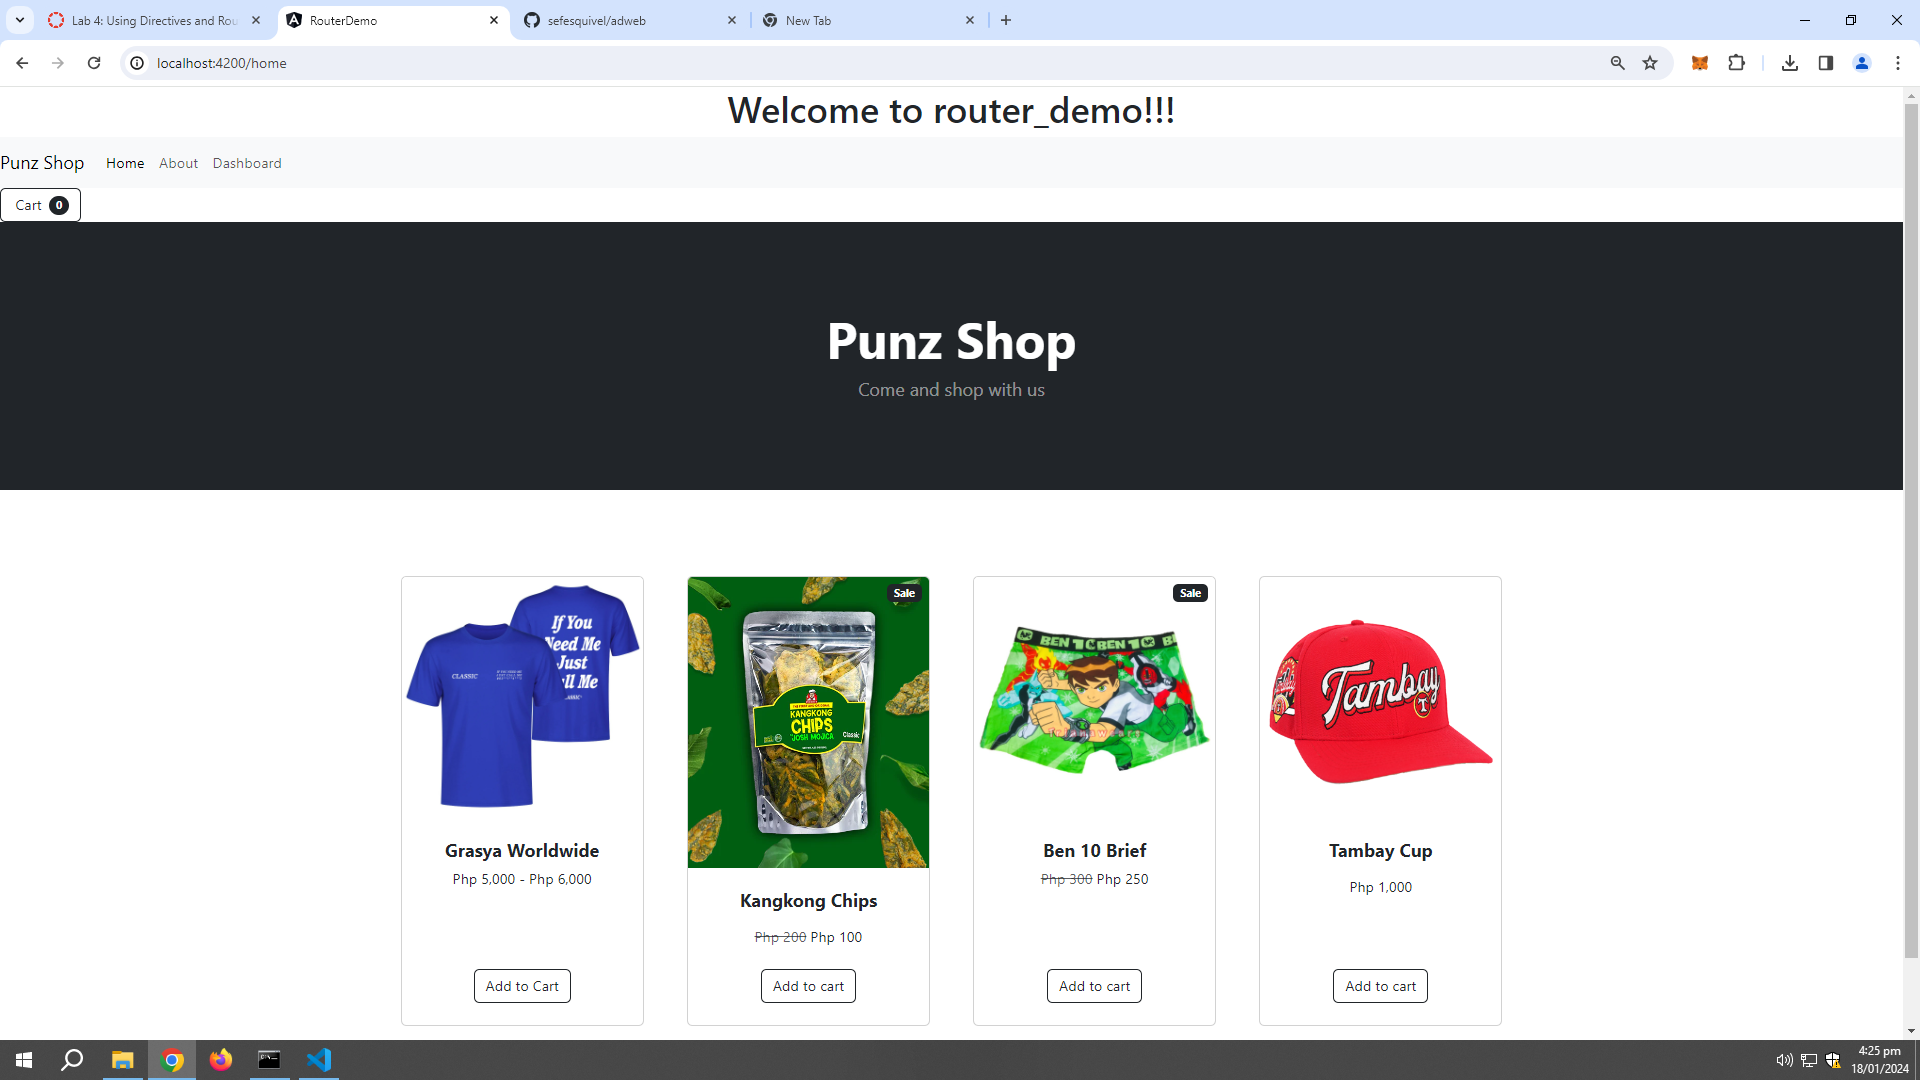 Lab 4: Using Directives and Rou
RouterDemo
sefesquivel/adweb
New Tab
localhost:4200/home
Welcome to router_demo!!!
Punz Shop Home About Dashboard
Cart 0
Punz Shop
Come and shop with us
If You
Need Me
Just
ll Me
CLASSIC
Grasya Worldwide
Php 5,000 - Php 6,000
Add to Cart
Sale
KANGKONG
CHIPS
JOSH MOJICA
Classic
Kangkong Chips
Php 200 Php 100
Add to cart
Sale
BEN 10 BEN 10
Ben 10 Brief
Php 300 Php 250
Add to cart
Tambay
T
Tambay Cup
Php 1,000
Add to cart
4:25 pm
18/01/2024